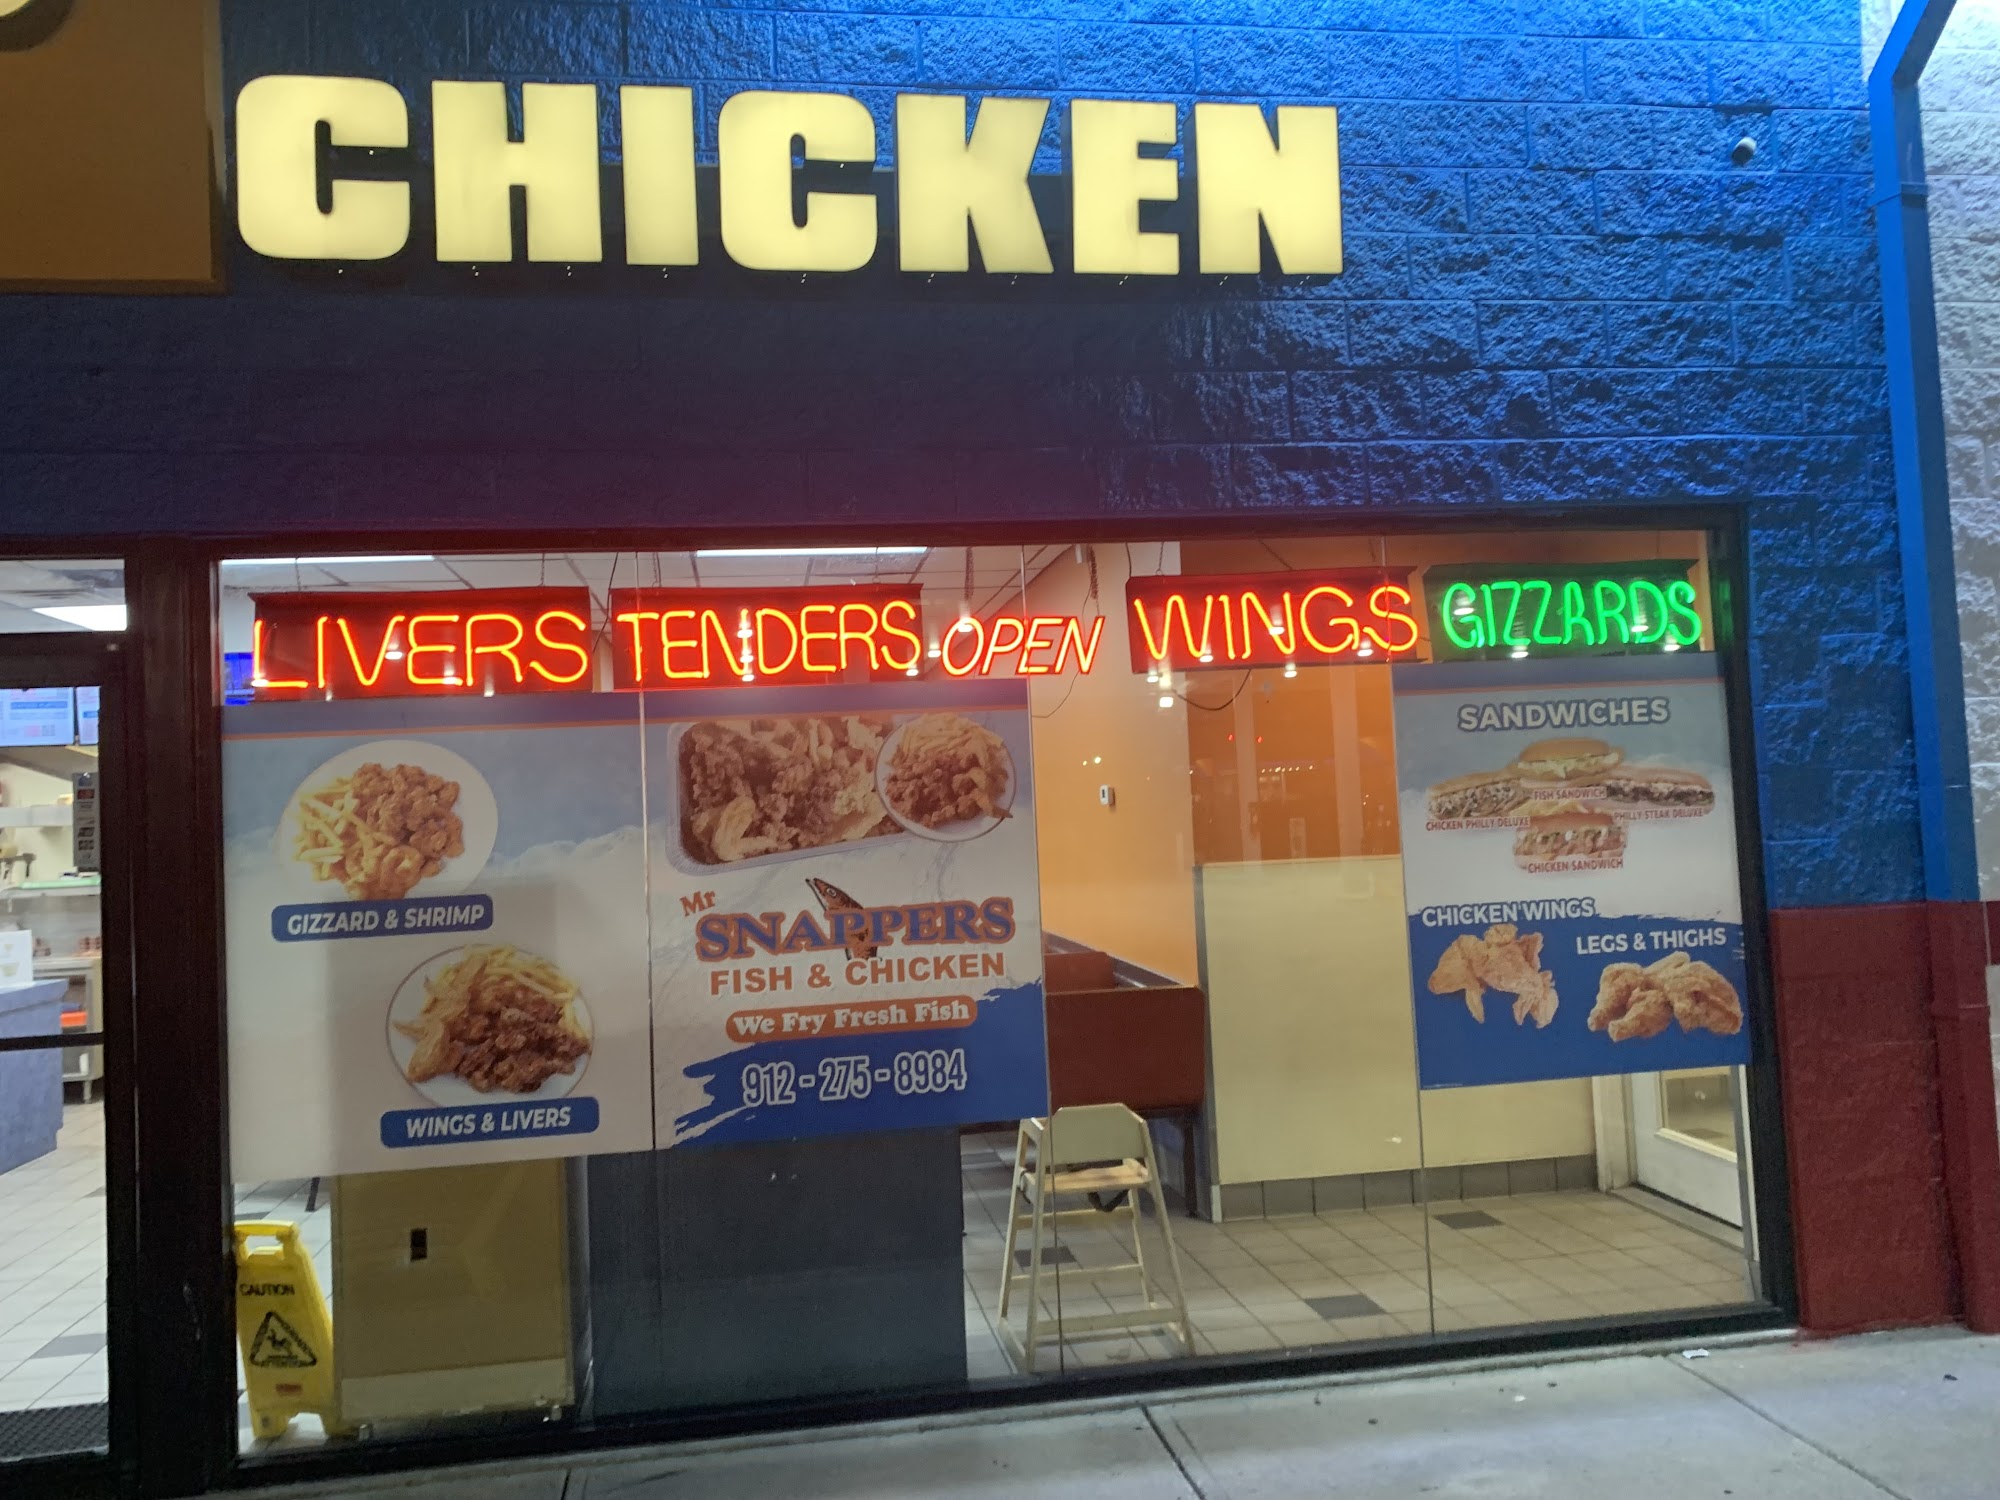 CHICKEN
LIVERS TENDERS OPEN WINGS GIZZARDS
GIZZARD & SHRIMP
WINGS & LIVERS
Mr
SNAPPERS
FISH & CHICKEN
We Fry Fresh Fish
912-275-8984
SANDWICHES
FISH SANDWICH
CHICKEN PHILLY DELUXE
PHILLY STEAK DELUXE
CHICKEN SANDWICH
CHICKEN WINGS
LEGS & THIGHS
CAUTION